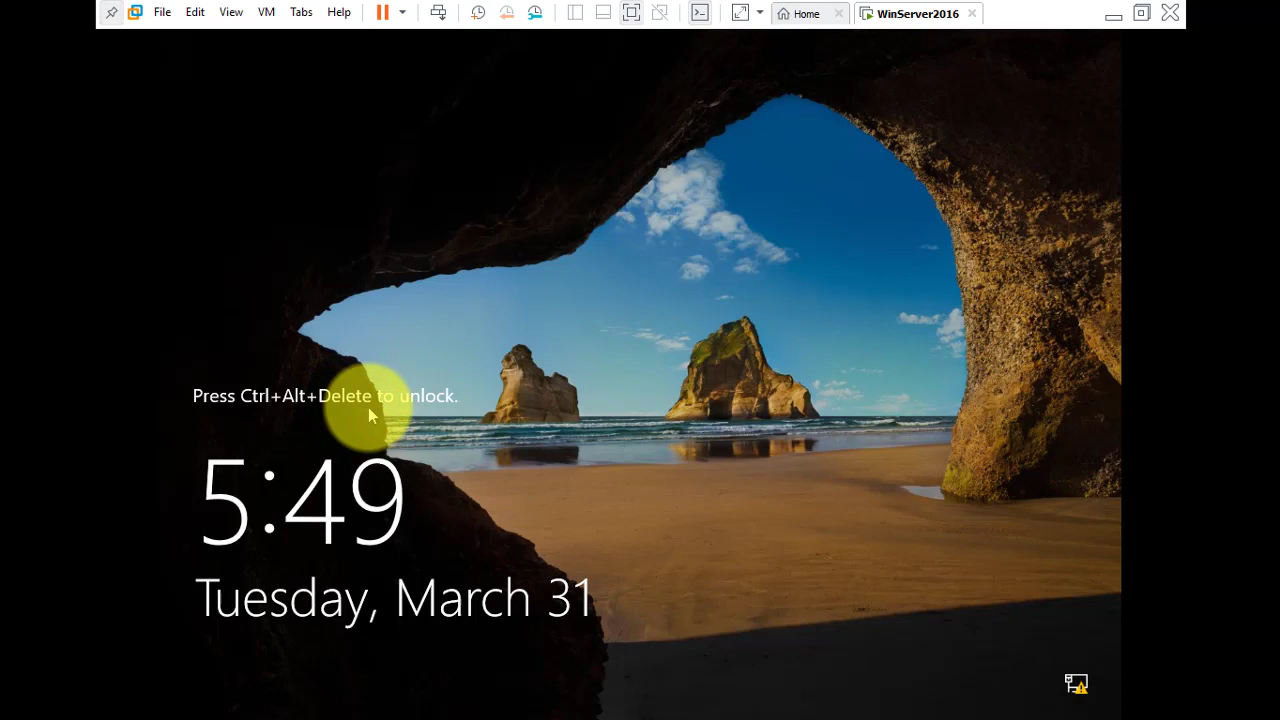 File Edit View VM Tabs Help Home WinServer2016
Press Ctrl+Alt+Delete to unlock.
5:49
Tuesday, March 31